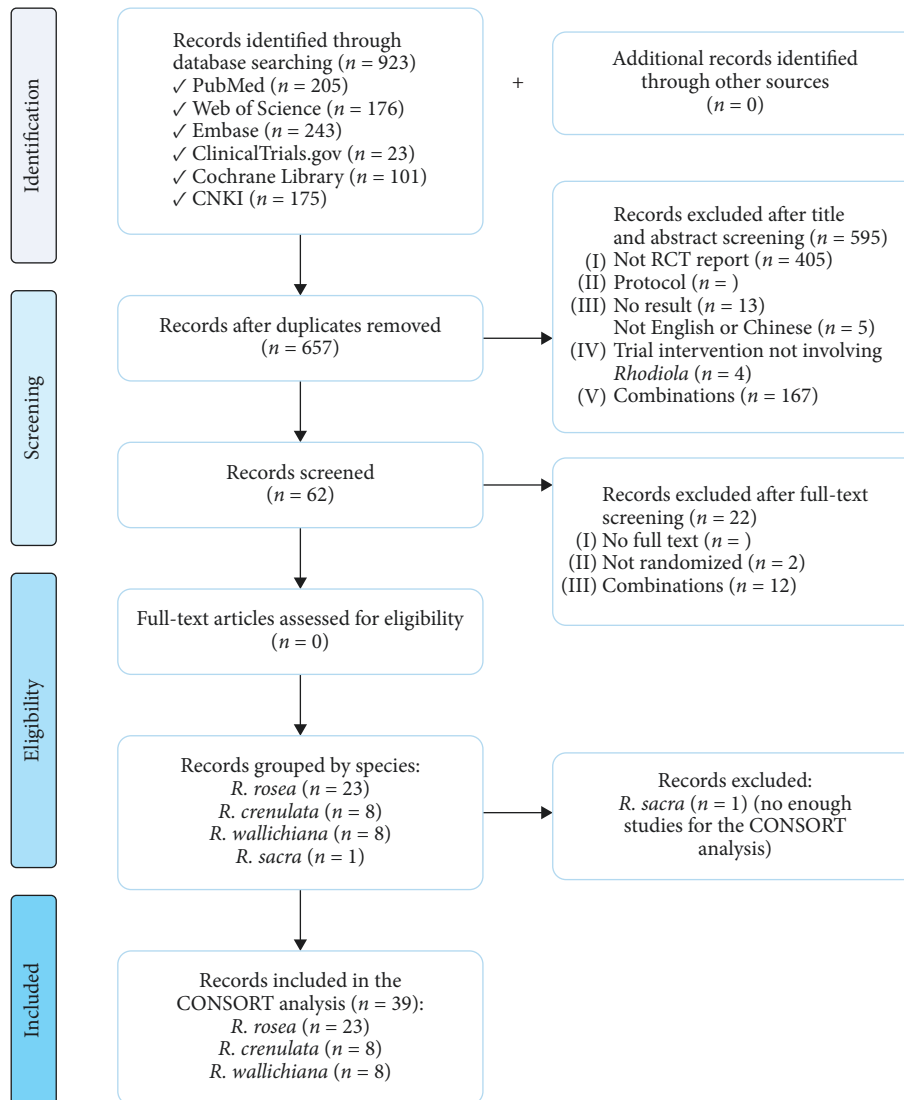 Identification
Records identified through
database searching (n = 923)
✓ PubMed (n = 205)
✓ Web of Science (n = 176)
✓ Embase (n = 243)
✓ ClinicalTrials.gov (n = 23)
✓ Cochrane Library (n = 101)
✓ CNKI (n = 175)
+
Additional records identified
through other sources
(n = 0)
Screening
Records after duplicates removed
(n = 657)
Records excluded after title
and abstract screening (n = 595)
(I) Not RCT report (n = 405)
(II) Protocol (n = )
(III) No result (n = 13)
Not English or Chinese (n = 5)
(IV) Trial intervention not involving
Rhodiola (n = 4)
(V) Combinations (n = 167)
Records screened
(n = 62)
Records excluded after full-text
screening (n = 22)
(I) No full text (n = )
(II) Not randomized (n = 2)
(III) Combinations (n = 12)
Eligibility
Full-text articles assessed for eligibility
(n = 0)
Records grouped by species:
R. rosea (n = 23)
R. crenulata (n = 8)
R. wallichiana (n = 8)
R. sacra (n = 1)
Records excluded:
R. sacra (n = 1) (no enough
studies for the CONSORT
analysis)
Included
Records included in the
CONSORT analysis (n = 39):
R. rosea (n = 23)
R. crenulata (n = 8)
R. wallichiana (n = 8)